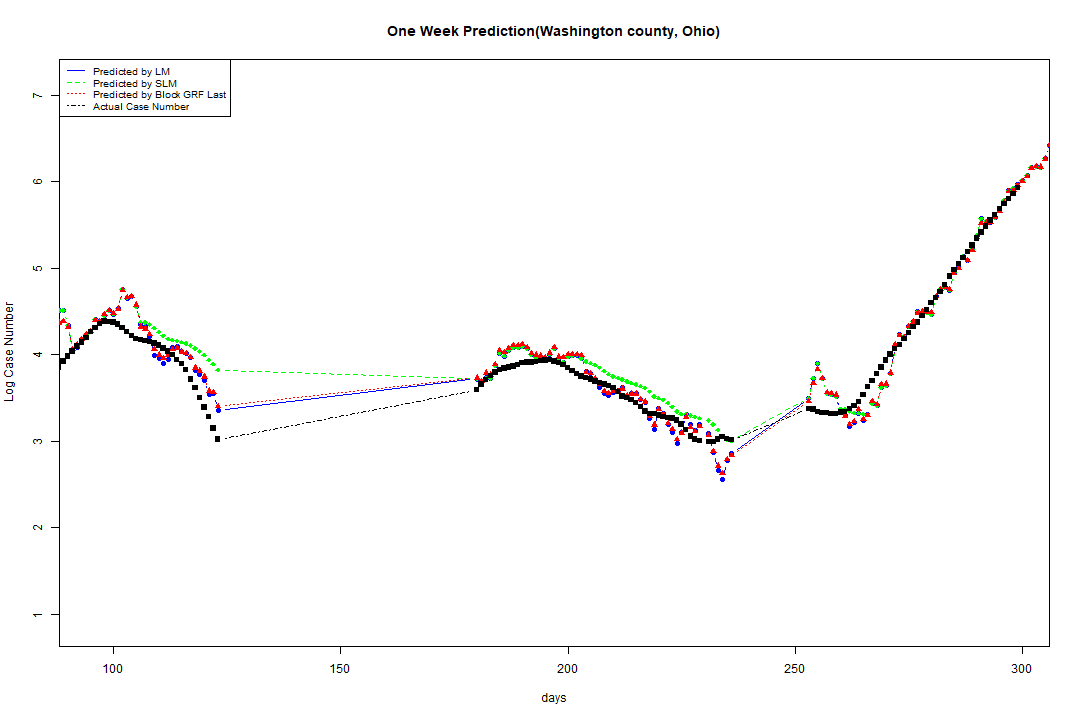 One Week Prediction(Washington county, Ohio)
Predicted by LM
Predicted by SLM
Predicted by Block GRF Last
Actual Case Number
Log Case Number
7
6
5
4
3
2
1
100 150 200 250 300
days